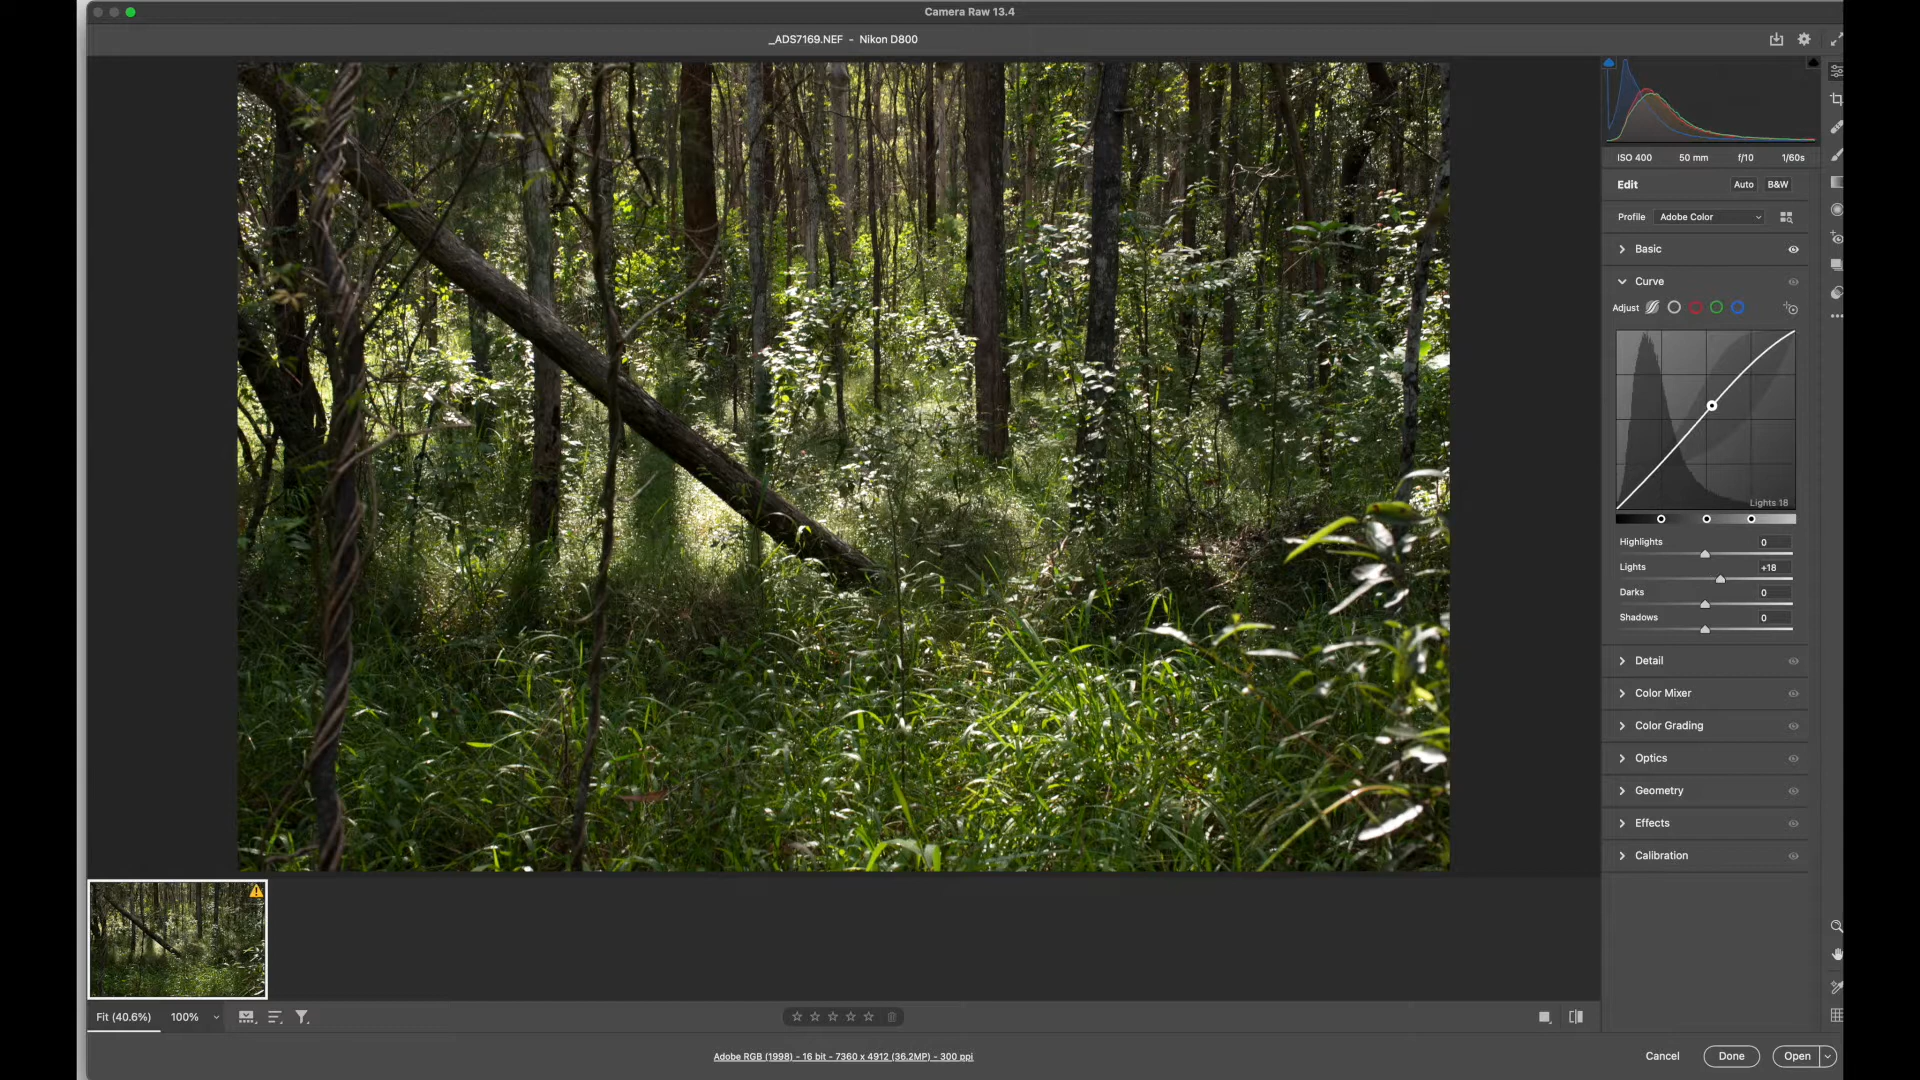 Camera Raw 13.4
_ADS7169.NEF - Nikon D800
ISO 400 50 mm f/10 1/60s
Edit Auto B&W
Profile Adobe Color
Basic
Curve
Adjust
Lights 18
Highlights 0
Lights +18
Darks 0
Shadows 0
Detail
Color Mixer
Color Grading
Optics
Geometry
Effects
Calibration
Fit (40.6%) 100%
Adobe RGB (1998) - 16 bit - 7360 x 4912 (36.2MP) - 300 ppi
Cancel Done Open